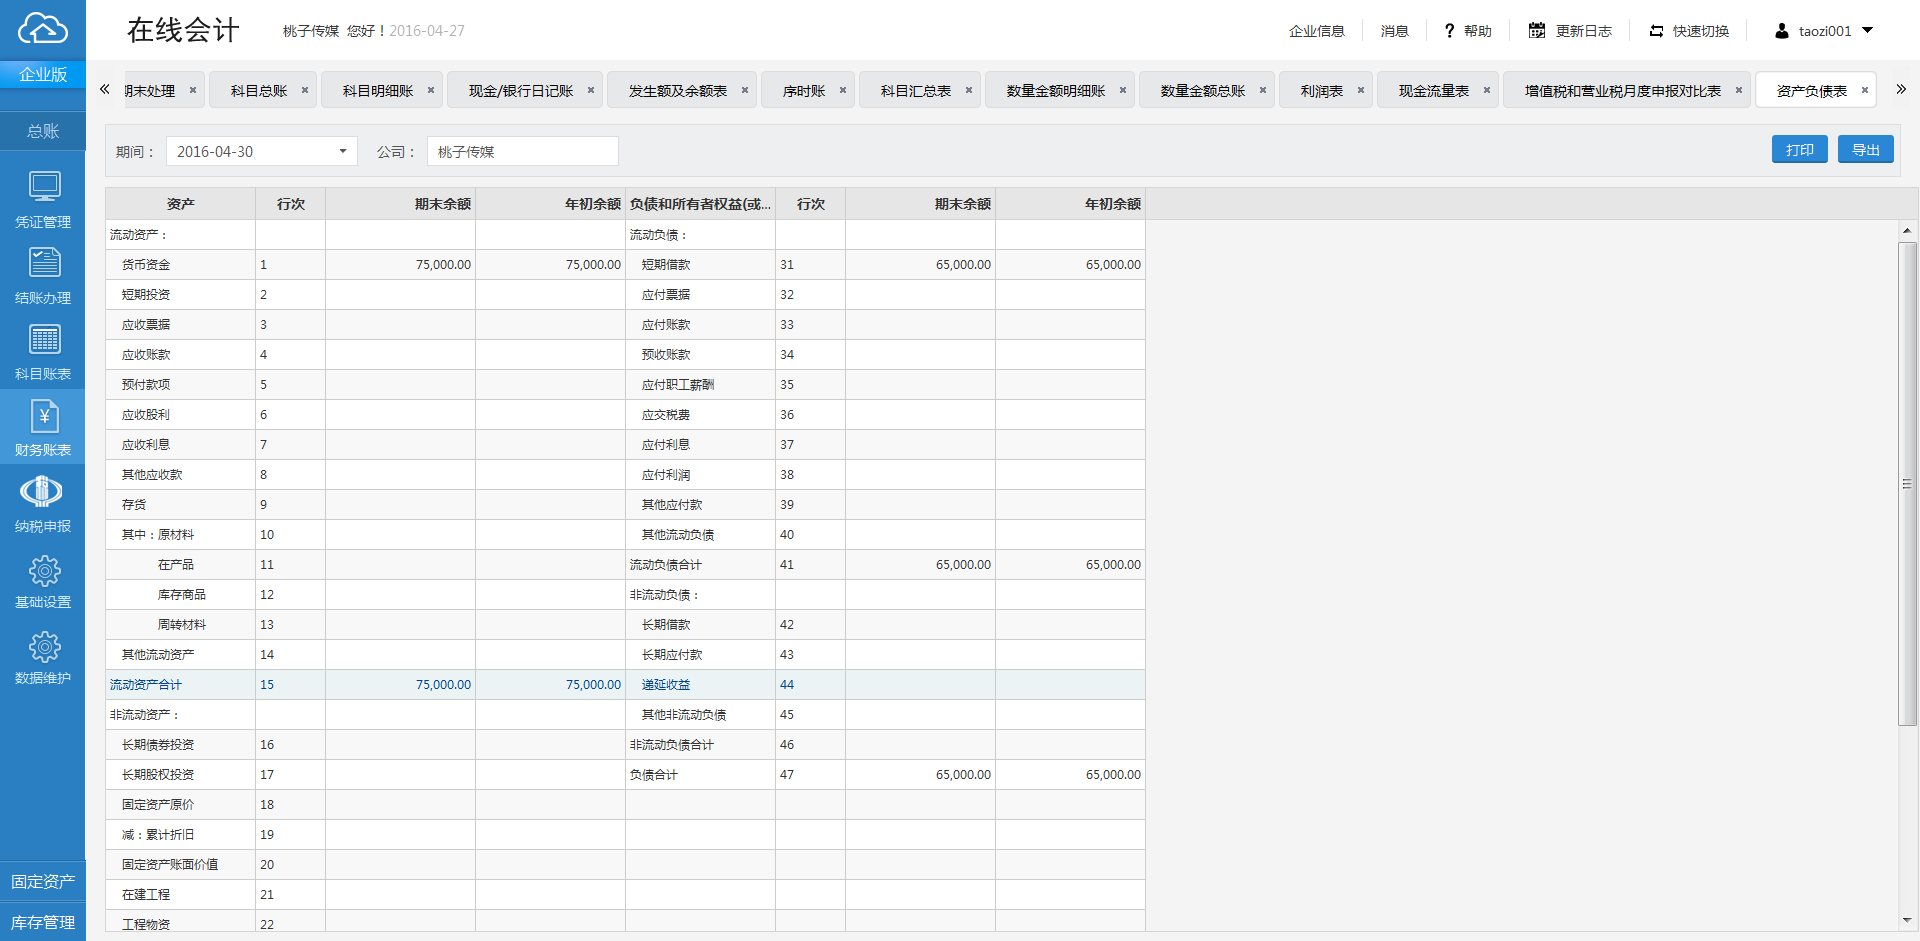 在线会计 桃子传媒 您好！2016-04-27 企业信息 消息 ? 帮助 更新日志 快速切换 taozi001
企业版
« 期末处理 × 科目总账 × 科目明细账 × 现金/银行日记账 × 发生额及余额表 × 序时账 × 科目汇总表 × 数量金额明细账 × 数量金额总账 × 利润表 × 现金流量表 × 增值税和营业税月度申报对比表 × 资产负债表 × »
总账
凭证管理
结账办理
科目账表
¥
财务账表
纳税申报
基础设置
数据维护
固定资产
库存管理
期间： 2016-04-30 公司： 桃子传媒 打印 导出
资产 行次 期末余额 年初余额 负债和所有者权益(或... 行次 期末余额 年初余额
流动资产： 流动负债：
货币资金 1 75,000.00 75,000.00 短期借款 31 65,000.00 65,000.00
短期投资 2 应付票据 32
应收票据 3 应付账款 33
应收账款 4 预收账款 34
预付款项 5 应付职工薪酬 35
应收股利 6 应交税费 36
应收利息 7 应付利息 37
其他应收款 8 应付利润 38
存货 9 其他应付款 39
其中：原材料 10 其他流动负债 40
在产品 11 流动负债合计 41 65,000.00 65,000.00
库存商品 12 非流动负债：
周转材料 13 长期借款 42
其他流动资产 14 长期应付款 43
流动资产合计 15 75,000.00 75,000.00 递延收益 44
非流动资产： 其他非流动负债 45
长期债券投资 16 非流动负债合计 46
长期股权投资 17 负债合计 47 65,000.00 65,000.00
固定资产原价 18
减：累计折旧 19
固定资产账面价值 20
在建工程 21
工程物资 22